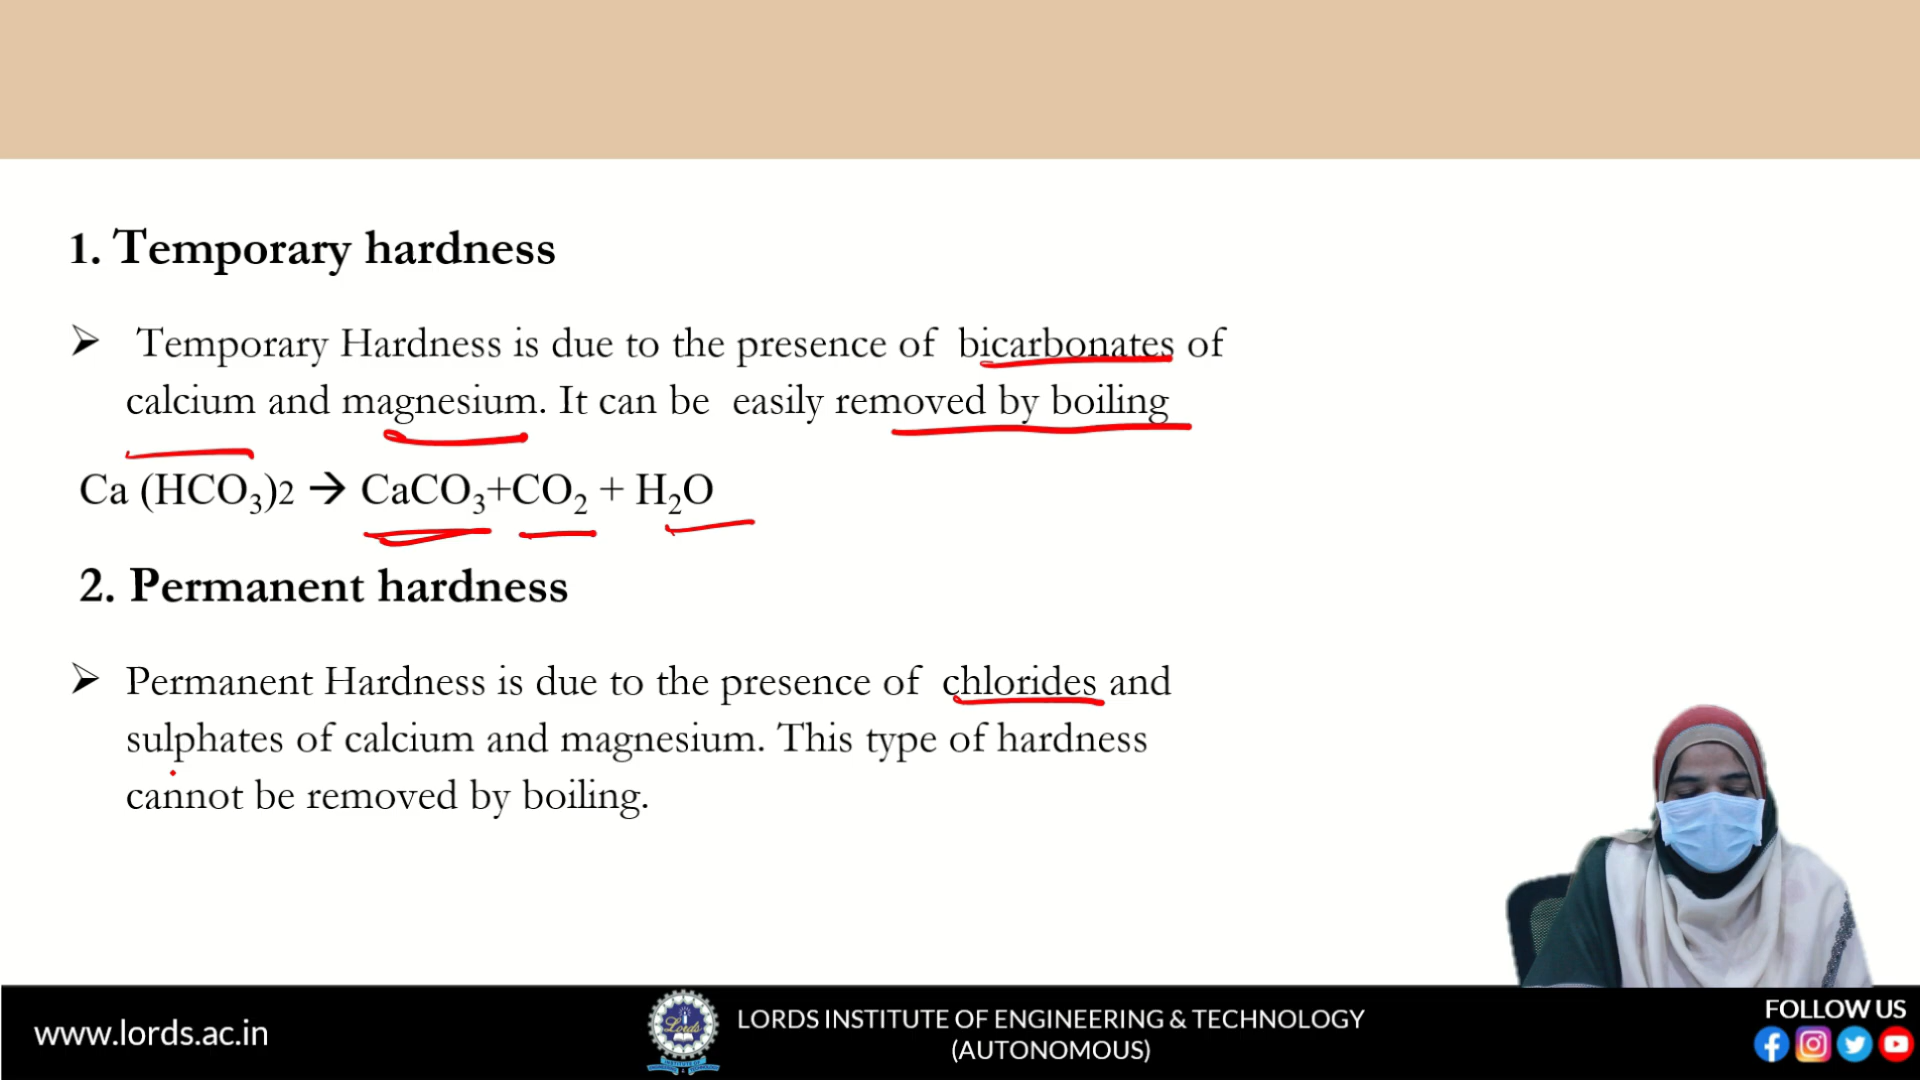 1. Temporary hardness
➢ Temporary Hardness is due to the presence of bicarbonates of
calcium and magnesium. It can be easily removed by boiling
Ca (HCO₃)2 → CaCO₃+CO₂ + H₂O
2. Permanent hardness
➢ Permanent Hardness is due to the presence of chlorides and
sulphates of calcium and magnesium. This type of hardness
cannot be removed by boiling.
www.lords.ac.in
Lords
LORDS INSTITUTE OF ENGINEERING & TECHNOLOGY
(AUTONOMOUS)
FOLLOW US